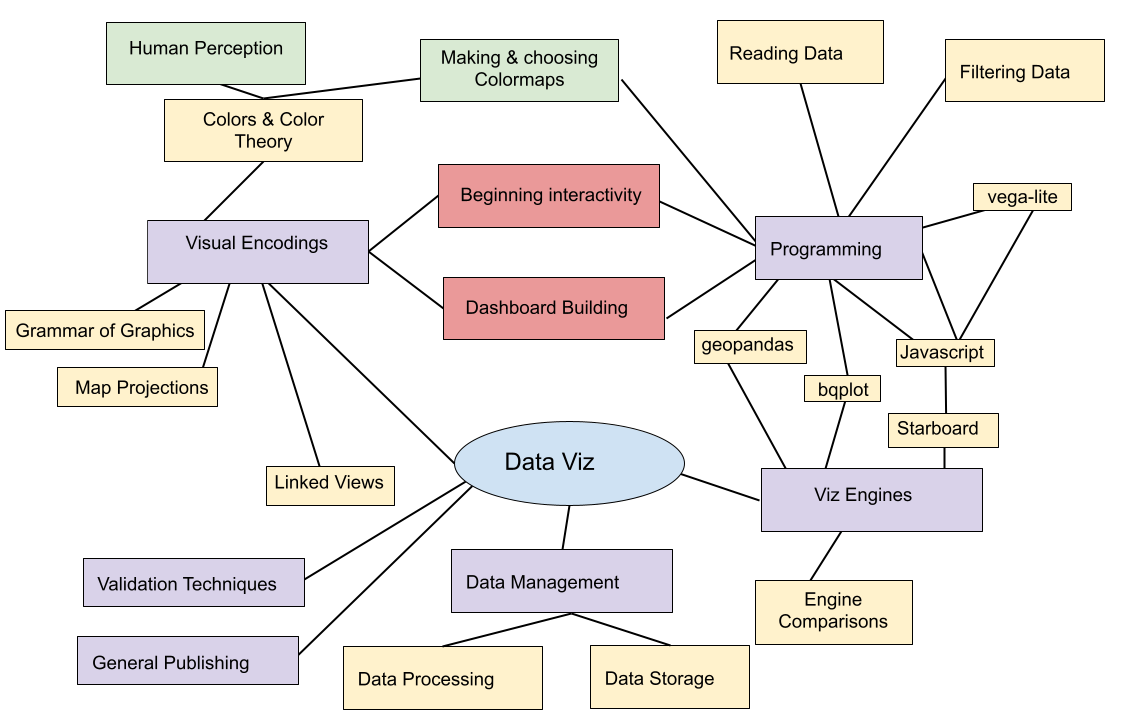 Human Perception
Making & choosing
Colormaps
Reading Data
Filtering Data
Colors & Color
Theory
Beginning interactivity
vega-lite
Visual Encodings
Programming
Dashboard Building
Grammar of Graphics
geopandas
Javascript
Map Projections
bqplot
Starboard
Data Viz
Linked Views
Viz Engines
Validation Techniques
Data Management
Engine
Comparisons
General Publishing
Data Processing
Data Storage